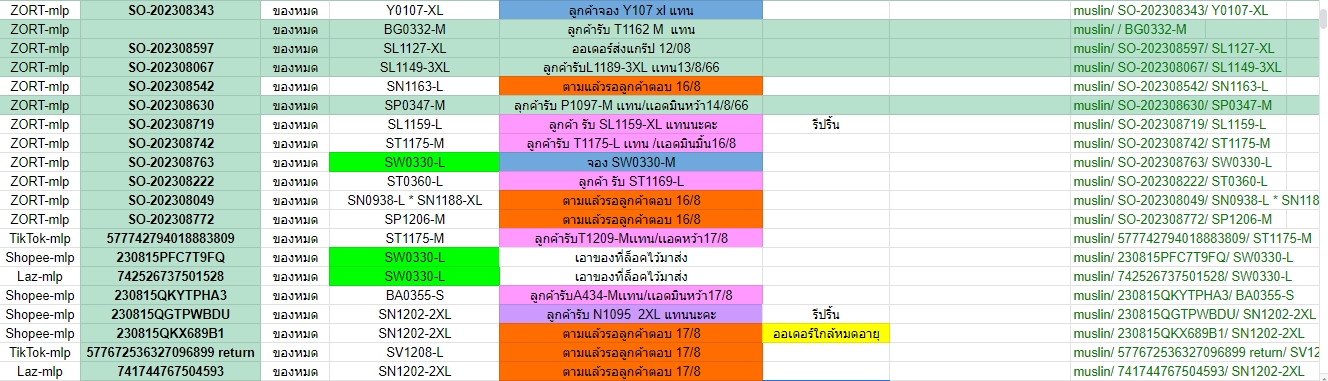 ZORT-mlp SO-202308343 ของหมด Y0107-XL ลูกค้าจอง Y107 xl แทน muslin/ SO-202308343/ Y0107-XL
ZORT-mlp ของหมด BG0332-M ลูกค้ารับ T1162 M แทน muslin/ / BG0332-M
ZORT-mlp SO-202308597 ของหมด SL1127-XL ออเดอร์ส่งแกร๊ป 12/08 muslin/ SO-202308597/ SL1127-XL
ZORT-mlp SO-202308067 ของหมด SL1149-3XL ลูกค้ารับL1189-3XL แทน13/8/66 muslin/ SO-202308067/ SL1149-3XL
ZORT-mlp SO-202308542 ของหมด SN1163-L ตามแล้วรอลูกค้าตอบ 16/8 muslin/ SO-202308542/ SN1163-L
ZORT-mlp SO-202308630 ของหมด SP0347-M ลูกค้ารับ P1097-M แทน/แอดมินหว้า14/8/66 muslin/ SO-202308630/ SP0347-M
ZORT-mlp SO-202308719 ของหมด SL1159-L ลูกค้า รับ SL1159-XL แทนนะคะ รีปริ้น muslin/ SO-202308719/ SL1159-L
ZORT-mlp SO-202308742 ของหมด ST1175-M ลูกค้ารับ T1175-L แทน /แอดมินมิ้น16/8 muslin/ SO-202308742/ ST1175-M
ZORT-mlp SO-202308763 ของหมด SW0330-L จอง SW0330-M muslin/ SO-202308763/ SW0330-L
ZORT-mlp SO-202308222 ของหมด ST0360-L ลูกค้า รับ ST1169-L muslin/ SO-202308222/ ST0360-L
ZORT-mlp SO-202308049 ของหมด SN0938-L * SN1188-XL ตามแล้วรอลูกค้าตอบ 16/8 muslin/ SO-202308049/ SN0938-L * SN118
ZORT-mlp SO-202308772 ของหมด SP1206-M ตามแล้วรอลูกค้าตอบ 16/8 muslin/ SO-202308772/ SP1206-M
TikTok-mlp 577742794018883809 ของหมด ST1175-M ลูกค้ารับT1209-Mแทน/แอดหว้า17/8 muslin/ 577742794018883809/ ST1175-M
Shopee-mlp 230815PFC7T9FQ ของหมด SW0330-L เอาของที่ล็อคไว้มาส่ง muslin/ 230815PFC7T9FQ/ SW0330-L
Laz-mlp 742526737501528 ของหมด SW0330-L เอาของที่ล็อคไว้มาส่ง muslin/ 742526737501528/ SW0330-L
Shopee-mlp 230815QKYTPHA3 ของหมด BA0355-S ลูกค้ารับA434-Mแทน/แอดมินหว้า17/8 muslin/ 230815QKYTPHA3/ BA0355-S
Shopee-mlp 230815QGTPWBDU ของหมด SN1202-2XL ลูกค้ารับ N1095 2XL แทนนะคะ รีปริ้น muslin/ 230815QGTPWBDU/ SN1202-2XL
Shopee-mlp 230815QKX689B1 ของหมด SN1202-2XL ตามแล้วรอลูกค้าตอบ 17/8 ออเดอร์ใกล้หมดอายุ muslin/ 230815QKX689B1/ SN1202-2XL
TikTok-mlp 577672536327096899 return ของหมด SV1208-L ตามแล้วรอลูกค้าตอบ 17/8 muslin/ 577672536327096899 return/ SV12
Laz-mlp 741744767504593 ของหมด SN1202-2XL ตามแล้วรอลูกค้าตอบ 17/8 muslin/ 741744767504593/ SN1202-2XL